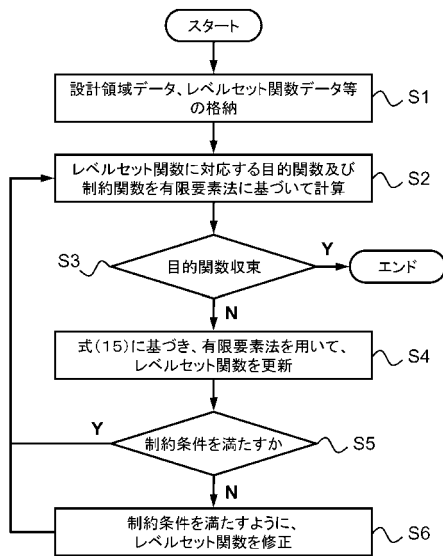 スタート
設計領域データ、レベルセット関数データ等
の格納
S1
レベルセット関数に対応する目的関数及び
制約関数を有限要素法に基づいて計算
S2
S3
目的関数収束
Y
エンド
N
式(15)に基づき、有限要素法を用いて、
レベルセット関数を更新
S4
Y
制約条件を満たすか
S5
N
制約条件を満たすように、
レベルセット関数を修正
S6